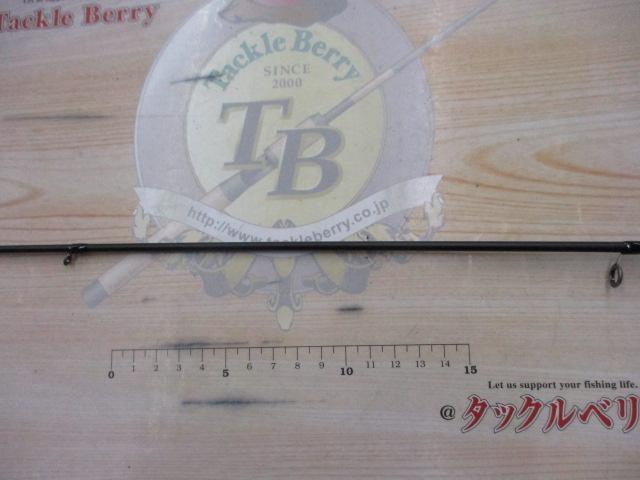 Tackle Berry
Tackle Berry
SINCE
2000
TB
http://www.tackleberry.co.jp
0 1 2 3 4 5 6 7 8 9 10 11 12 13 14 15
Let us support your fishing life.
@タックルベリ